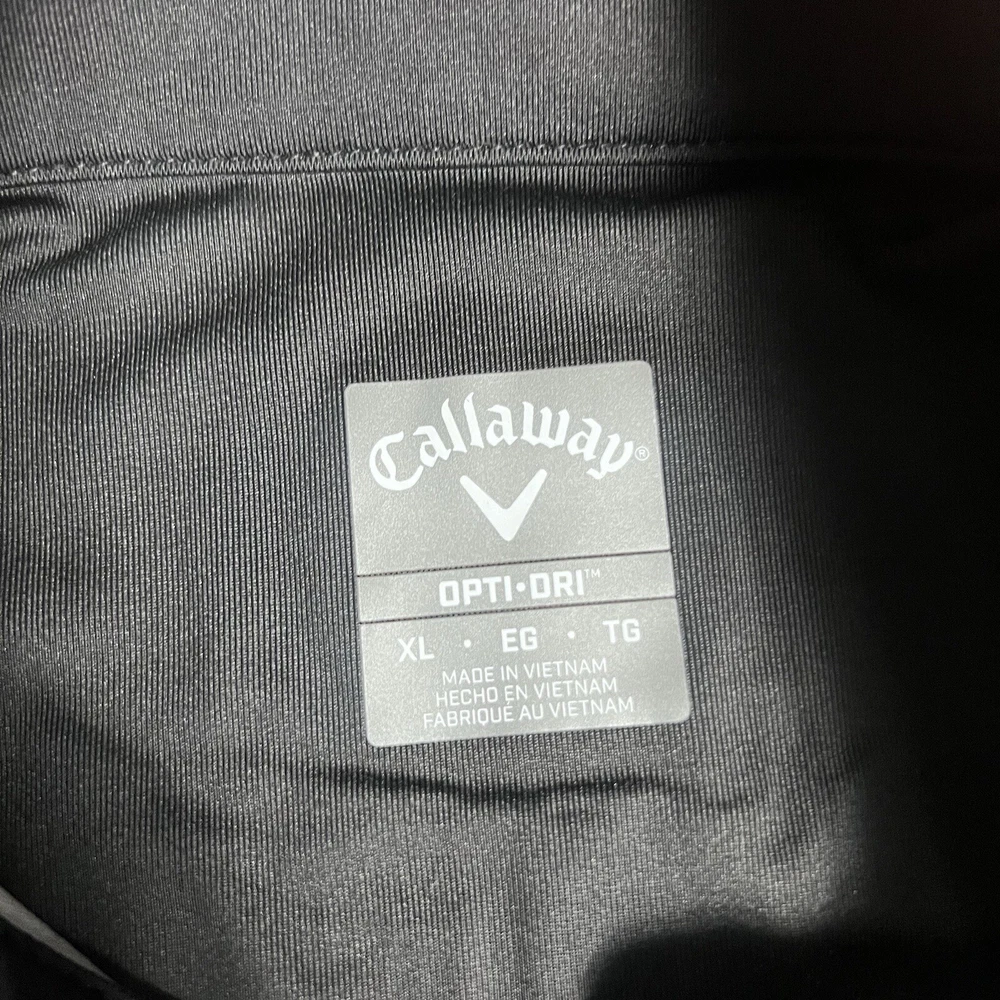 Callaway®
OPTI•DRI™
XL • EG • TG
MADE IN VIETNAM
HECHO EN VIETNAM
FABRIQUÉ AU VIETNAM